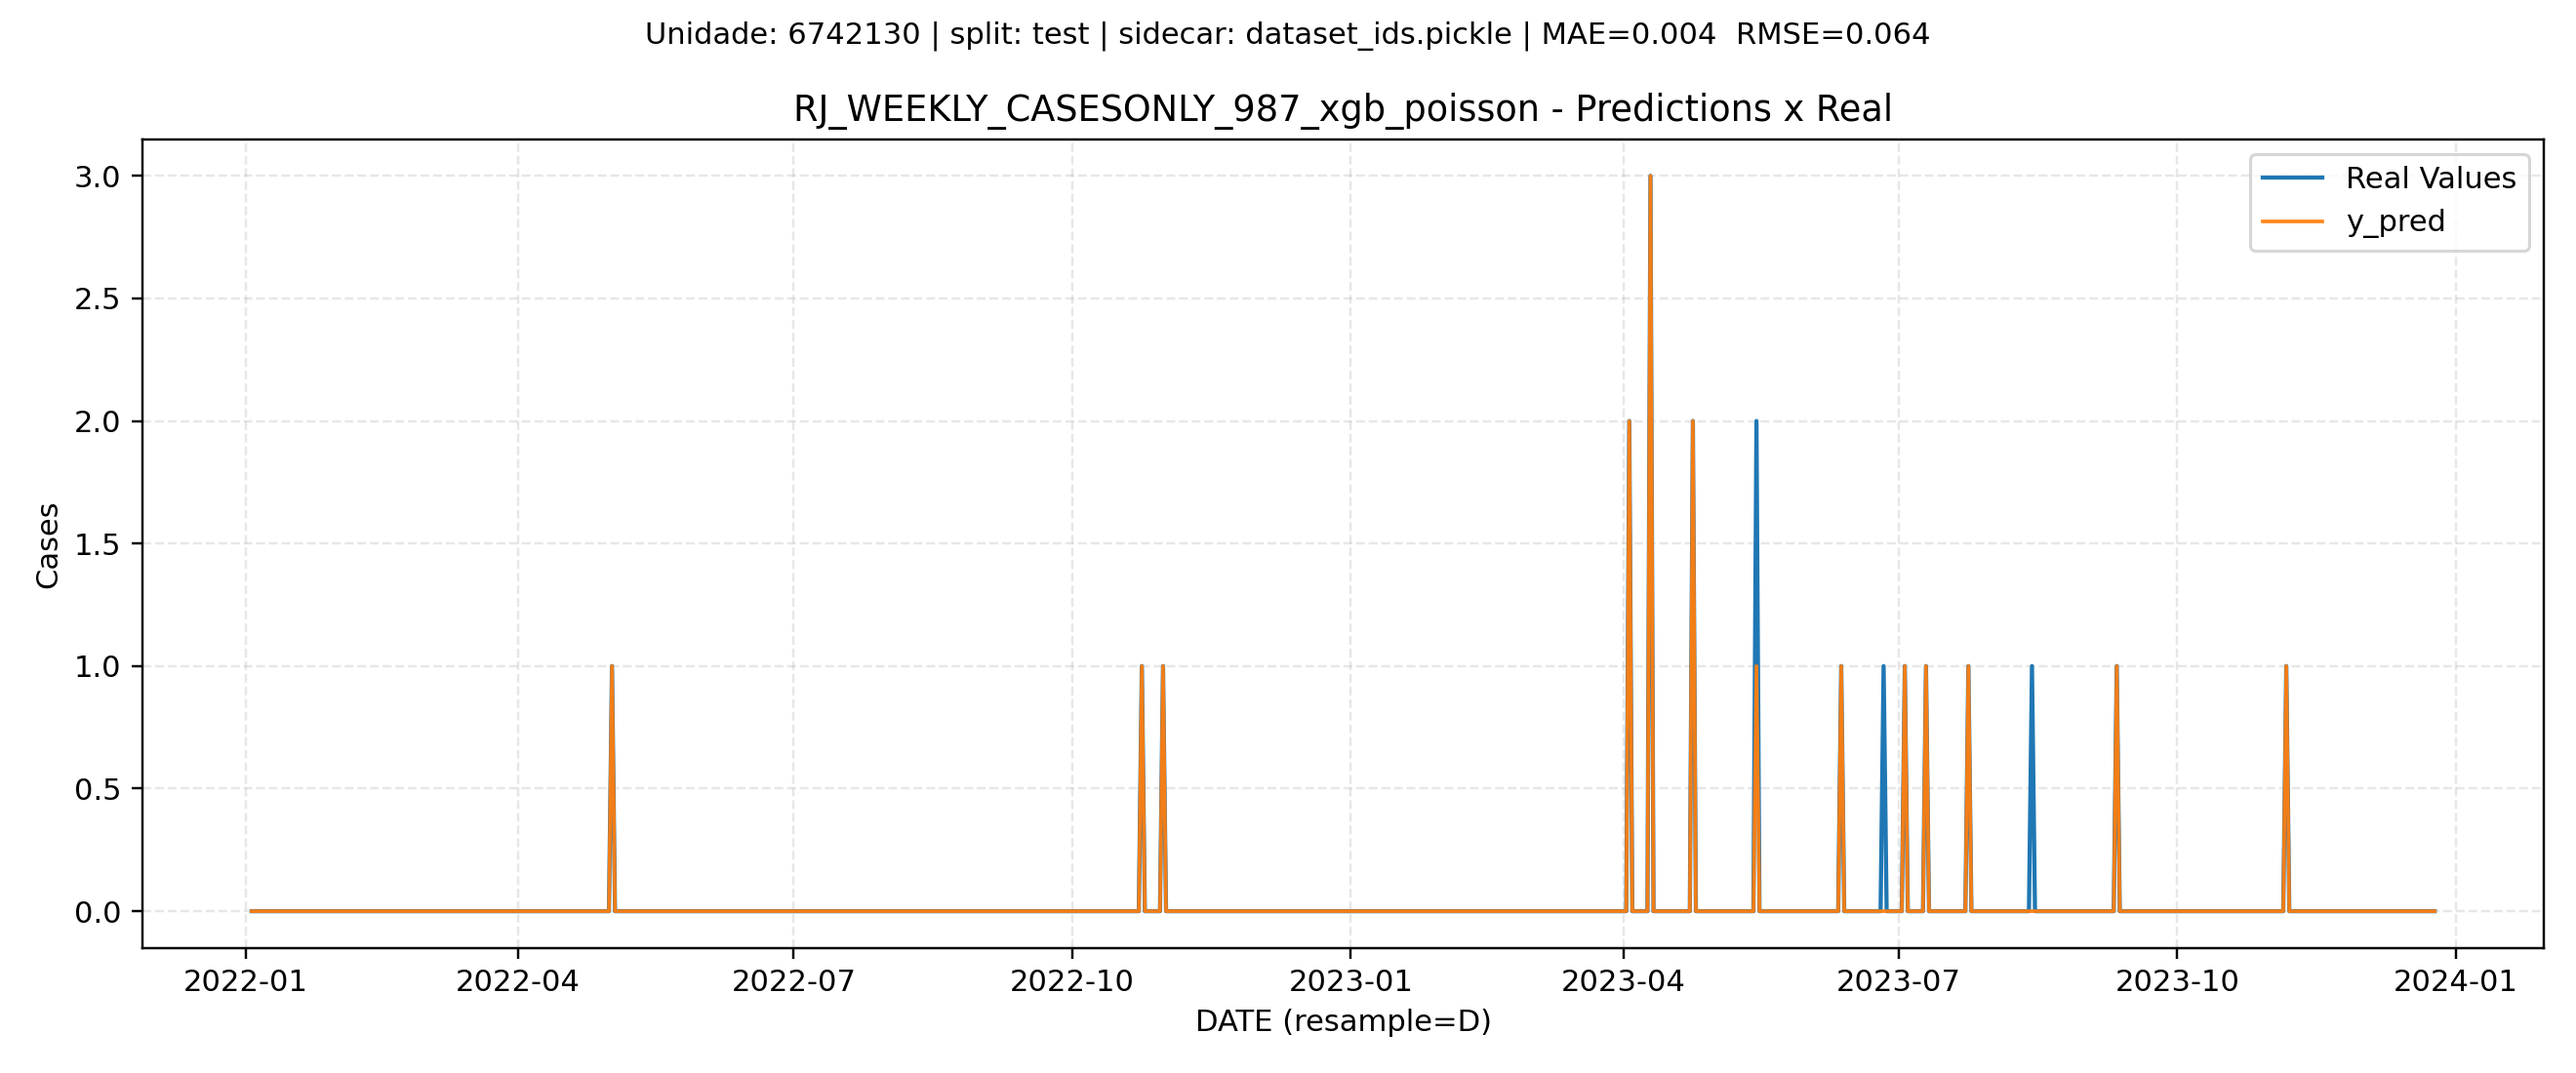 Unidade: 6742130 | split: test | sidecar: dataset_ids.pickle | MAE=0.004  RMSE=0.064
RJ_WEEKLY_CASESONLY_987_xgb_poisson - Predictions x Real
Real Values
y_pred
Cases
3.0
2.5
2.0
1.5
1.0
0.5
0.0
2022-01 2022-04 2022-07 2022-10 2023-01 2023-04 2023-07 2023-10 2024-01
DATE (resample=D)